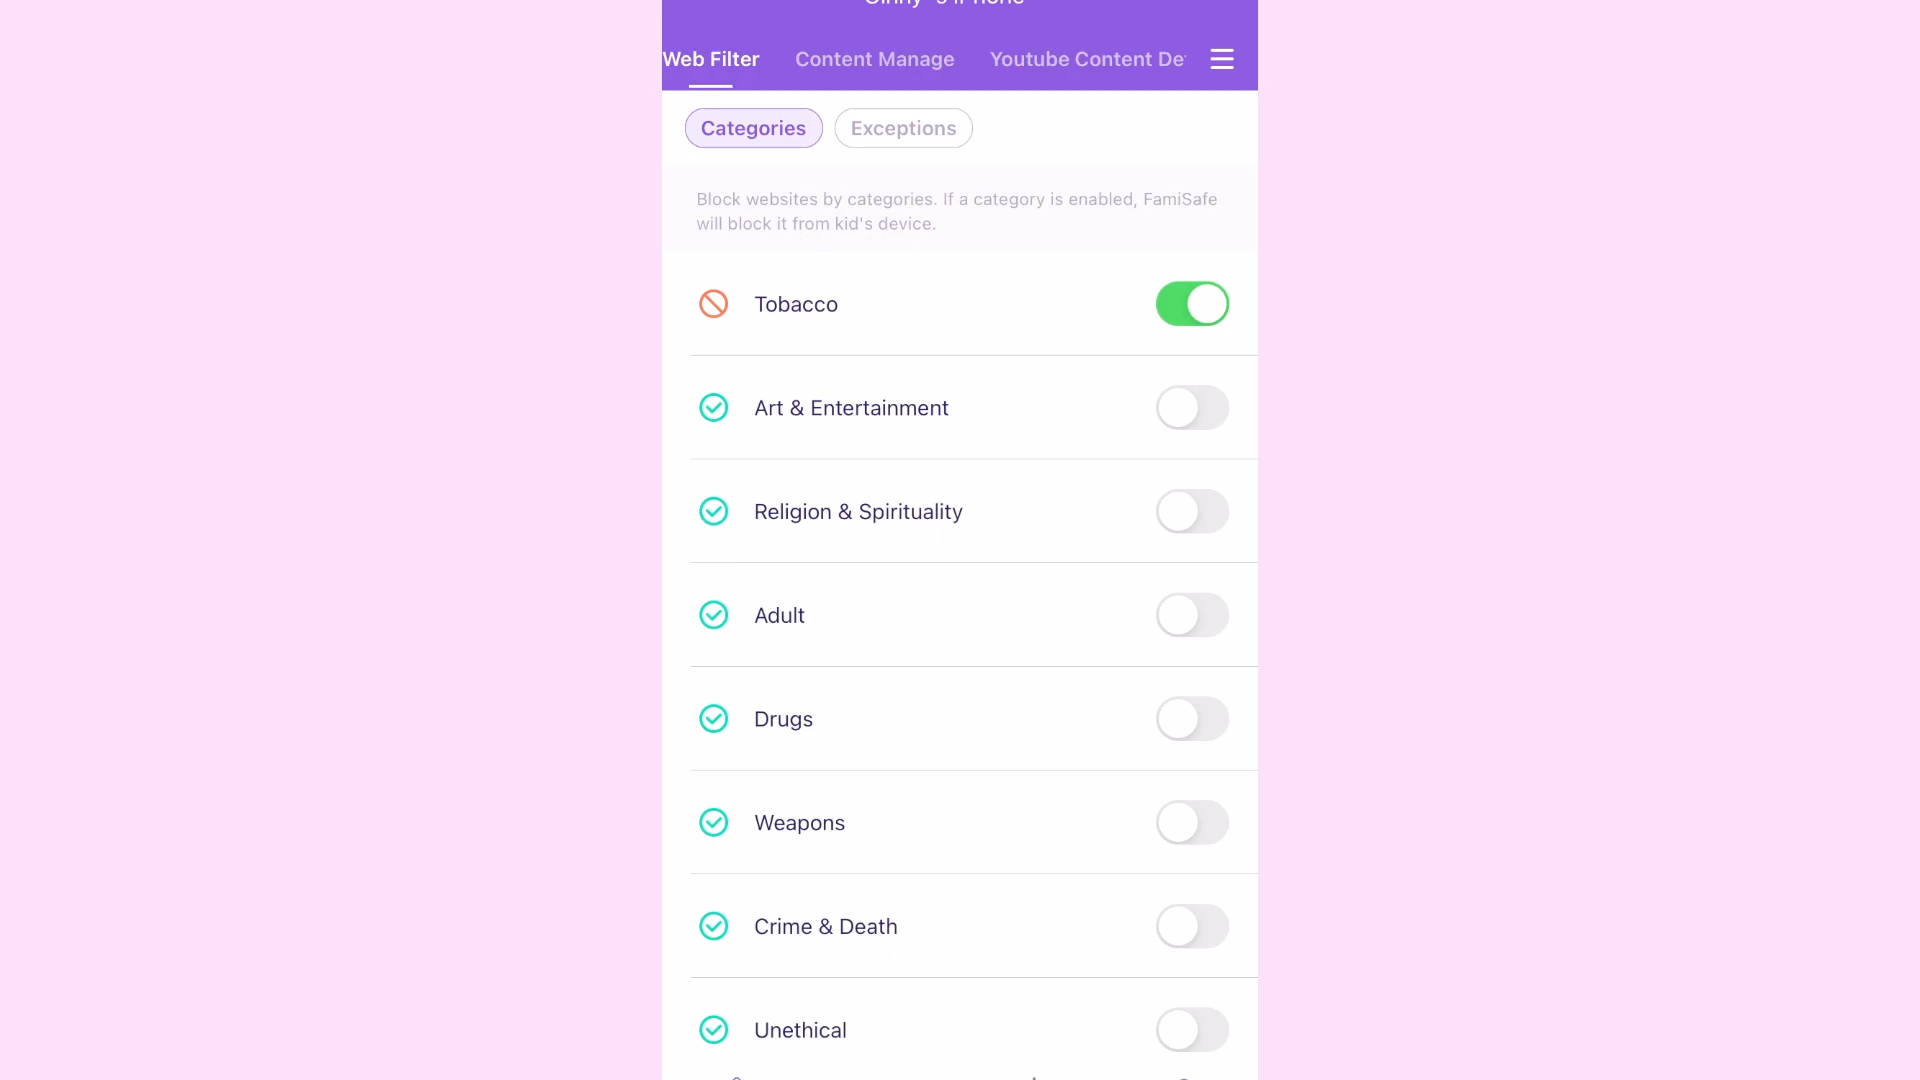 Web Filter Content Manage Youtube Content De
Categories Exceptions
Block websites by categories. If a category is enabled, FamiSafe
will block it from kid's device.
Tobacco
Art & Entertainment
Religion & Spirituality
Adult
Drugs
Weapons
Crime & Death
Unethical